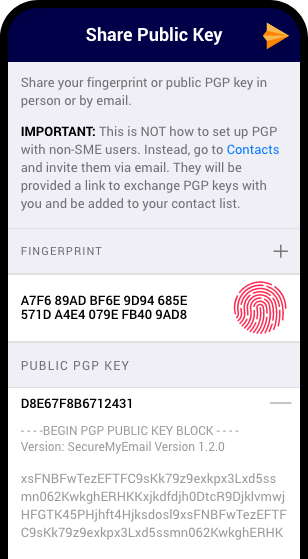 Share Public Key
Share your fingerprint or public PGP key in
person or by email.
IMPORTANT: This is NOT how to set up PGP
with non-SME users. Instead, go to Contacts
and invite them via email. They will be
provided a link to exchange PGP keys with
you and be added to your contact list.
FINGERPRINT
A7F6 89AD BF6E 9D94 685E
571D A4E4 079E FB40 9AD8
PUBLIC PGP KEY
D8E67F8B6712431
- - - -BEGIN PGP PUBLIC KEY BLOCK - - - -
Version: SecureMyEmail Version 1.2.0
xsFNBFwTezEFTFC9sKk79z9exkpx3Lxd5ss
mn062KwkghERHKKxjkdfdjh0DtcR9Djklvmwj
HFGTK45PHjhft4Hjksdosl9xsFNBFwTezEFTF
C9sKk79z9exkpx3Lxd5ssmn062KwkghERHK